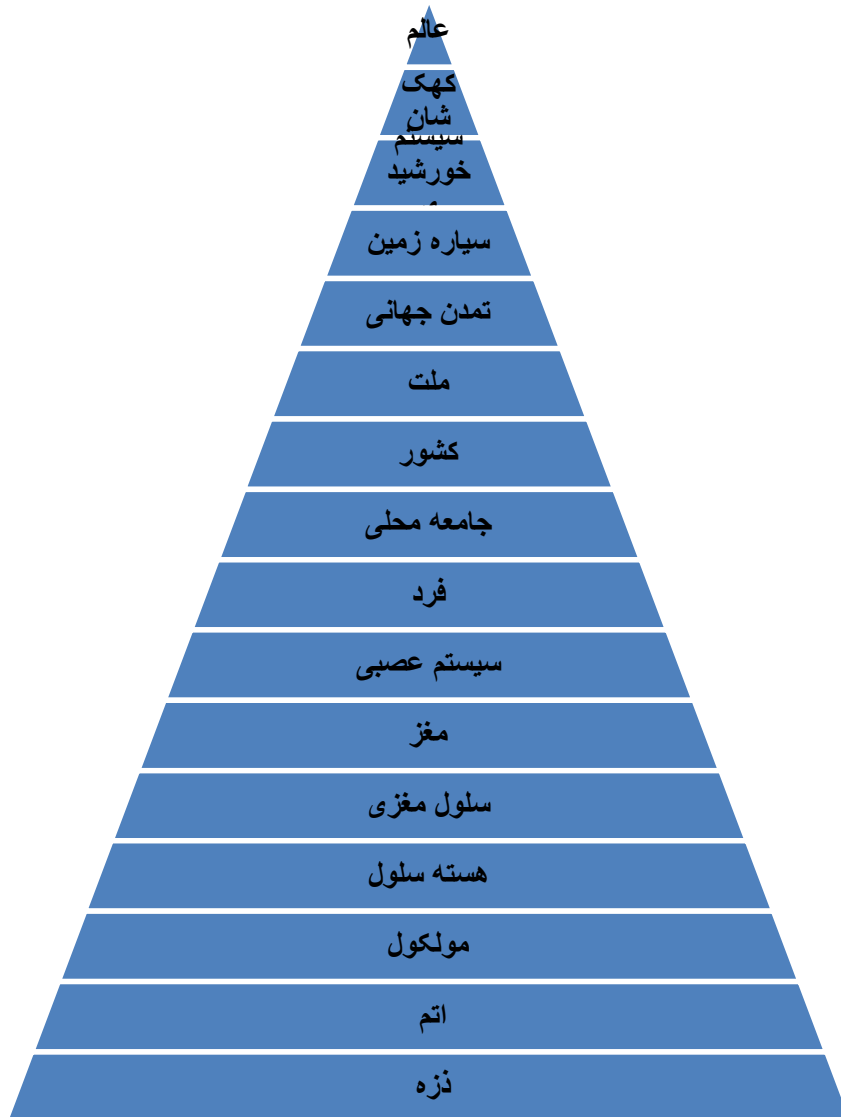 عالم
کهک
شان
سیستم
خورشید
ی
سیاره زمین
تمدن جهانی
ملت
کشور
جامعه محلی
فرد
سیستم عصبی
مغز
سلول مغزی
هسته سلول
مولکول
اتم
ذزه